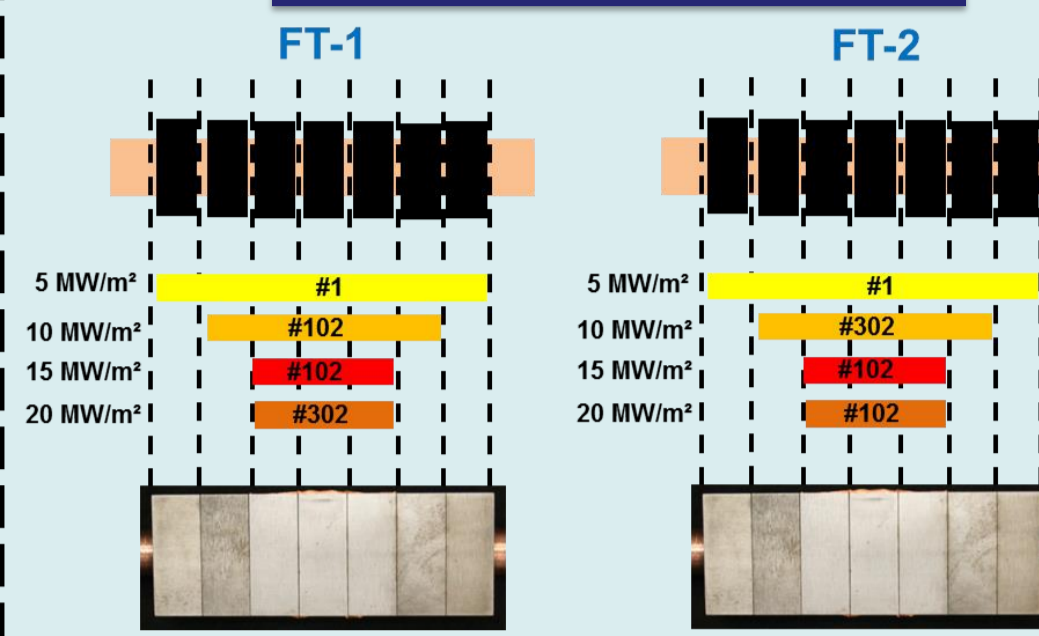 FT-1
5 MW/m² #1
10 MW/m² #102
15 MW/m² #102
20 MW/m² #302
FT-2
5 MW/m² #1
10 MW/m² #302
15 MW/m² #102
20 MW/m² #102